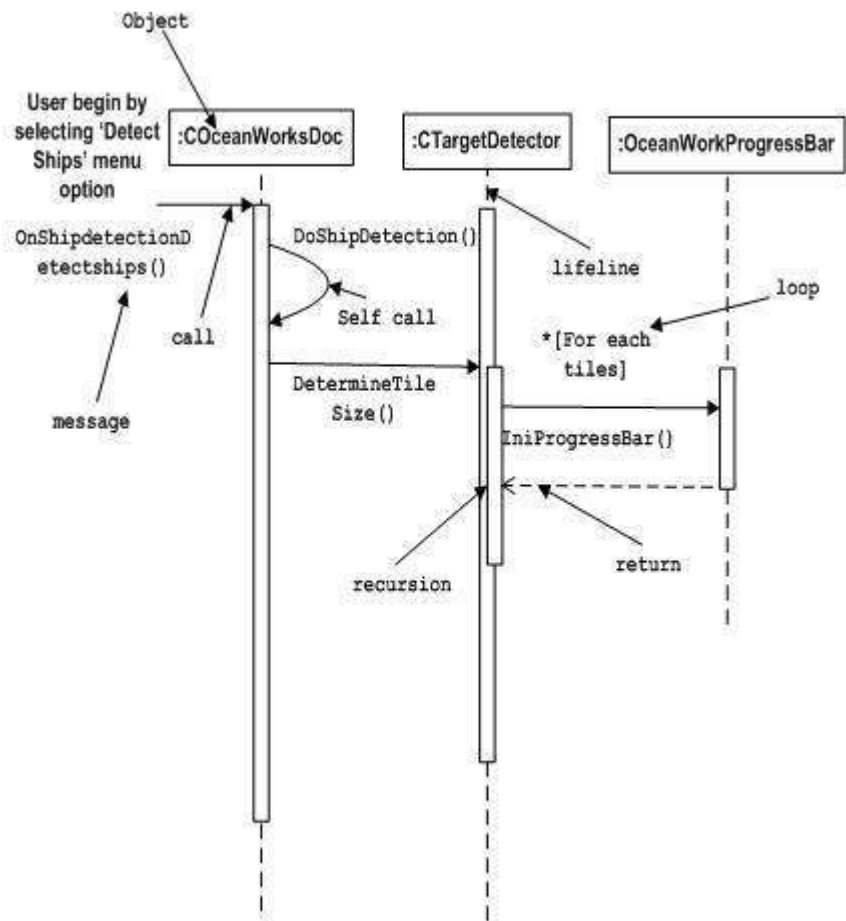 Object
User begin by
selecting 'Detect
Ships' menu
option
:COceanWorksDoc
:CTargetDetector
:OceanWorkProgressBar
OnShipdetectionD
etectships()
DoShipDetection()
lifeline
loop
call
Self call
*[For each
tiles]
message
DetermineTile
Size()
IniProgressBar()
recursion
return